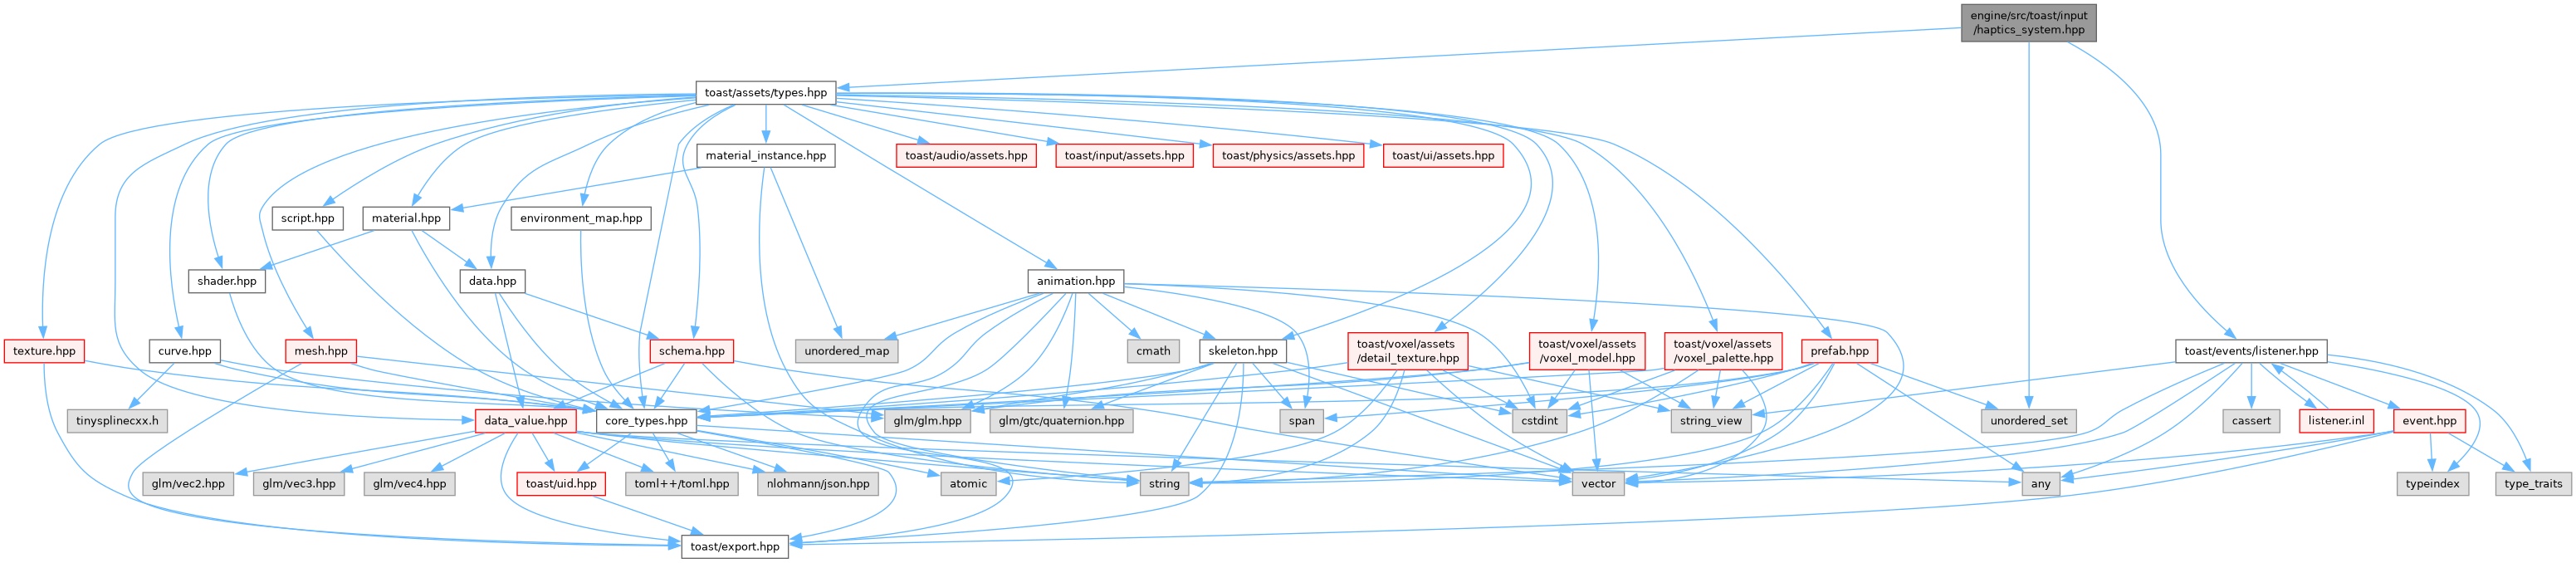 engine/src/toast/input
/haptics_system.hpp
toast/assets/types.hpp
material_instance.hpp
toast/audio/assets.hpp
toast/input/assets.hpp
toast/physics/assets.hpp
toast/ui/assets.hpp
script.hpp
material.hpp
environment_map.hpp
shader.hpp
data.hpp
animation.hpp
texture.hpp
curve.hpp
mesh.hpp
schema.hpp
unordered_map
cmath
skeleton.hpp
toast/voxel/assets
/detail_texture.hpp
toast/voxel/assets
/voxel_model.hpp
toast/voxel/assets
/voxel_palette.hpp
prefab.hpp
toast/events/listener.hpp
tinysplinecxx.h
data_value.hpp
core_types.hpp
glm/glm.hpp
glm/gtc/quaternion.hpp
span
cstdint
string_view
unordered_set
cassert
listener.inl
event.hpp
glm/vec2.hpp
glm/vec3.hpp
glm/vec4.hpp
toast/uid.hpp
toml++/toml.hpp
nlohmann/json.hpp
atomic
string
vector
any
typeindex
type_traits
toast/export.hpp